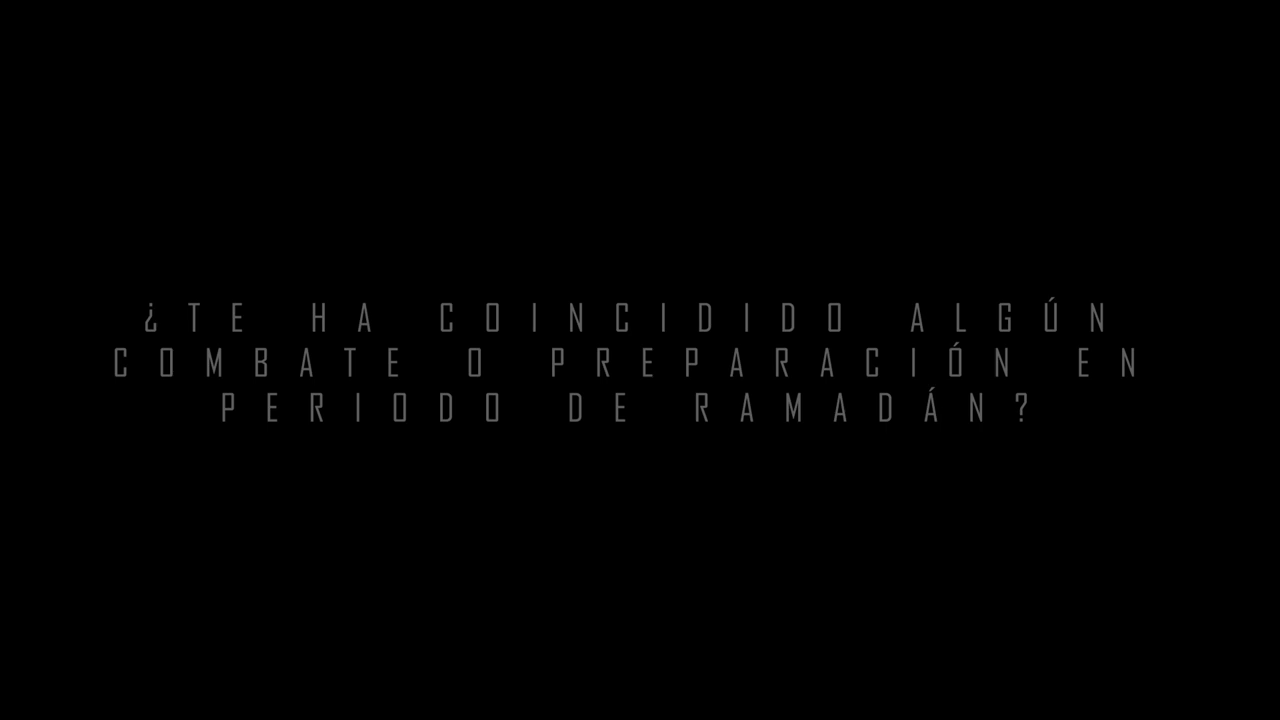 ¿TE HA COINCIDIDO ALGÚN
COMBATE O PREPARACIÓN EN
PERIODO DE RAMADÁN?